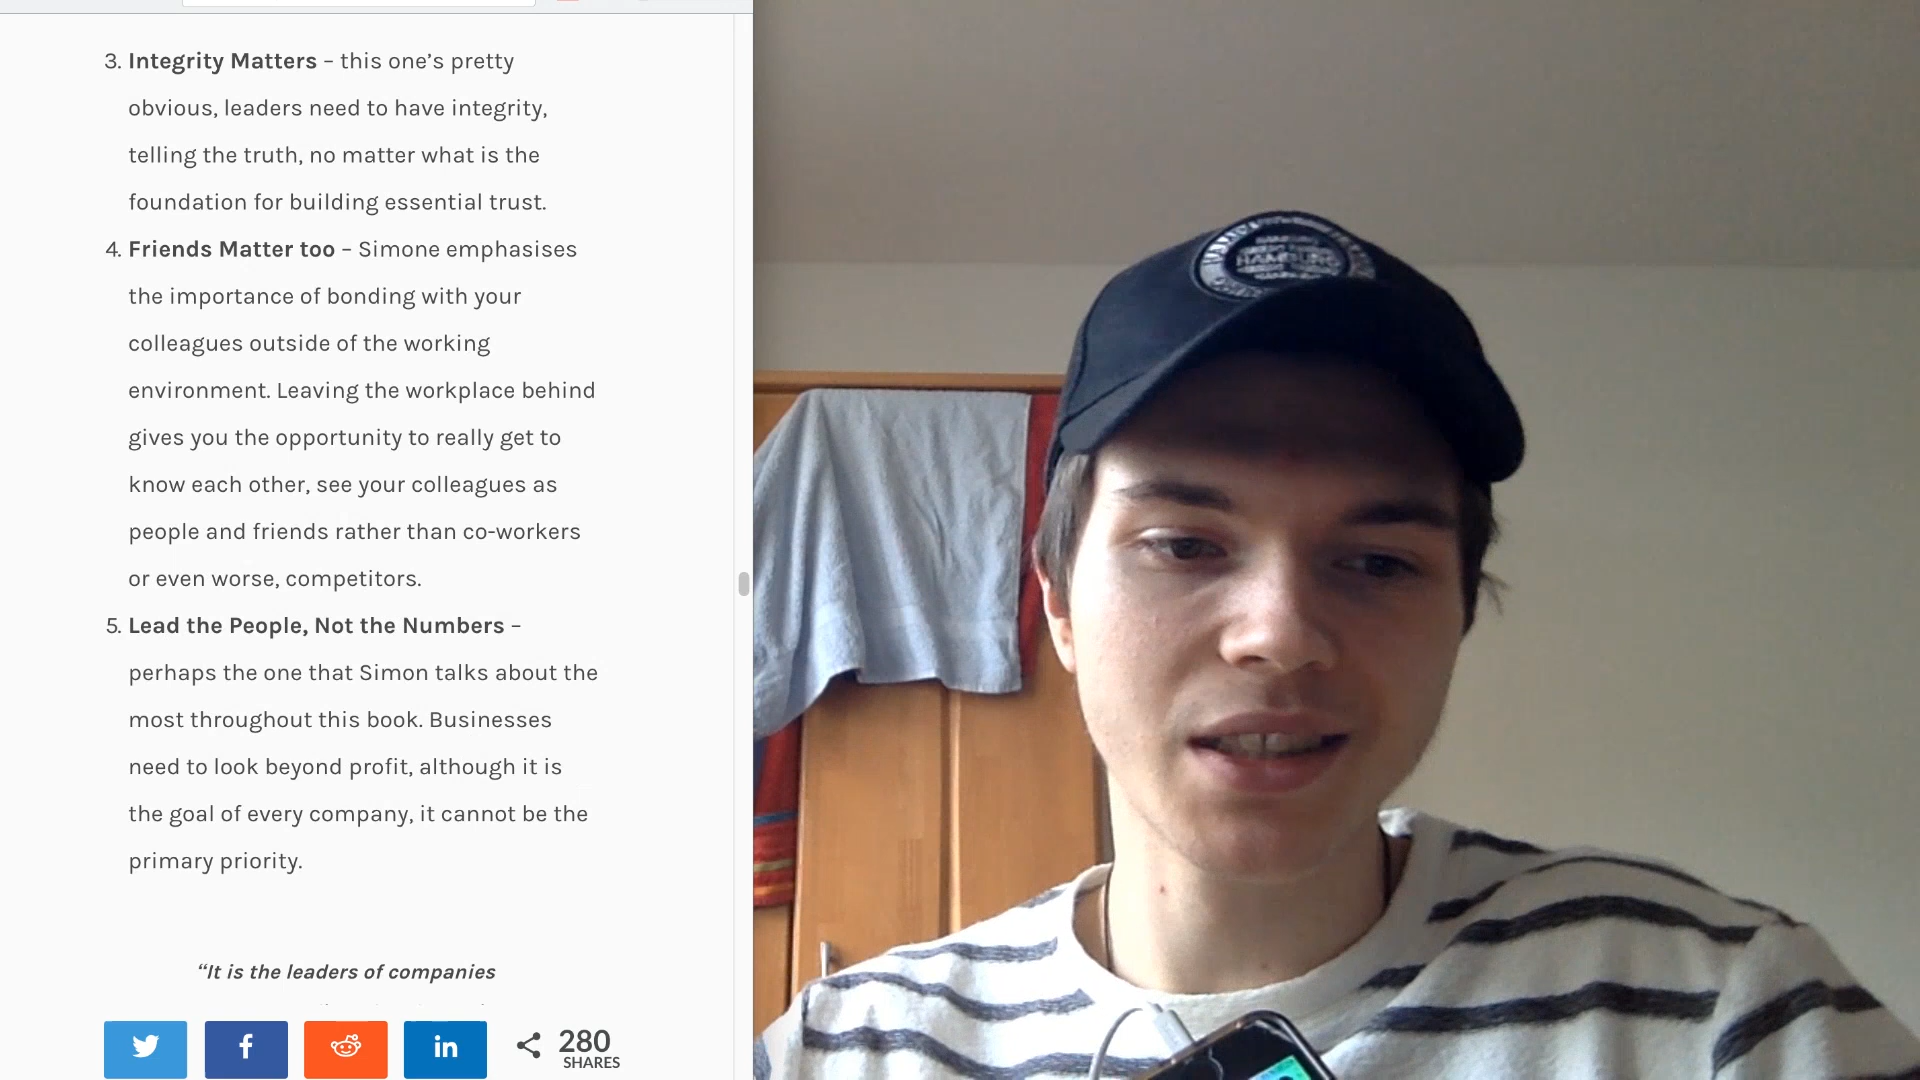 3. Integrity Matters – this one’s pretty
obvious, leaders need to have integrity,
telling the truth, no matter what is the
foundation for building essential trust.
4. Friends Matter too – Simone emphasises
the importance of bonding with your
colleagues outside of the working
environment. Leaving the workplace behind
gives you the opportunity to really get to
know each other, see your colleagues as
people and friends rather than co-workers
or even worse, competitors.
5. Lead the People, Not the Numbers –
perhaps the one that Simon talks about the
most throughout this book. Businesses
need to look beyond profit, although it is
the goal of every company, it cannot be the
primary priority.
“It is the leaders of companies
280
SHARES
HAMBURG